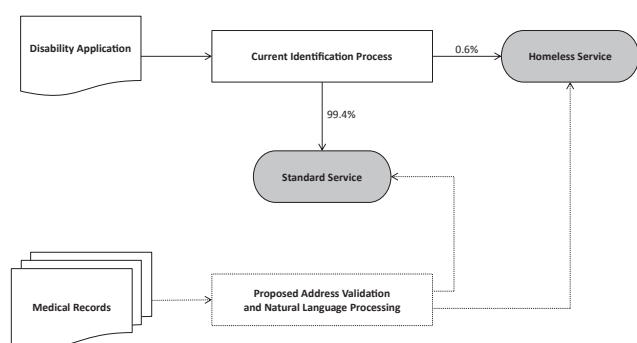 Disability Application
Current Identification Process
0.6%
Homeless Service
99.4%
Standard Service
Medical Records
Proposed Address Validation
and Natural Language Processing